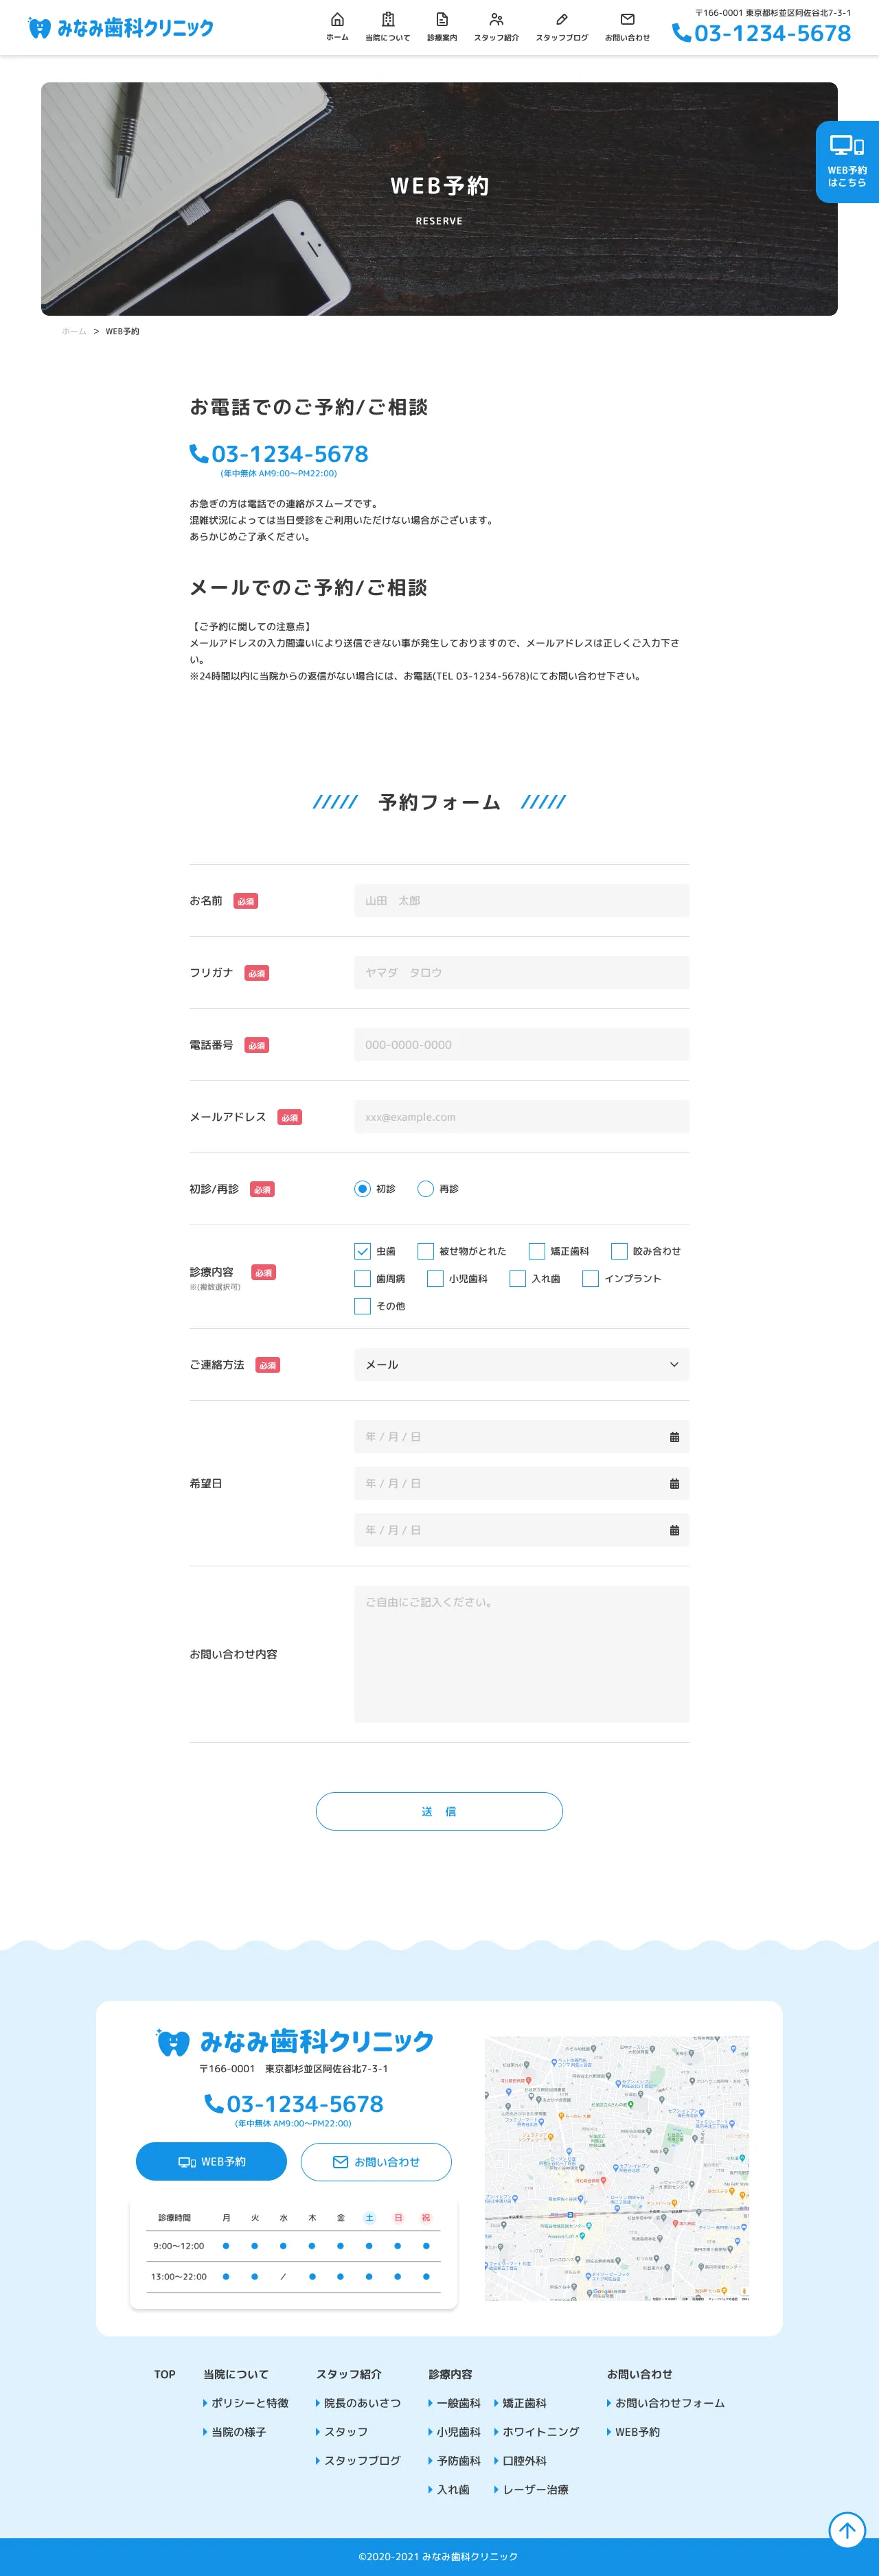 みなみ歯科クリニック
ホーム
当院について
診療案内
スタッフ紹介
スタッフブログ
お問い合わせ
〒166-0001 東京都杉並区阿佐谷北7-3-1
03-1234-5678
WEB予約
はこちら
WEB予約
RESERVE
ホーム > WEB予約
お電話でのご予約/ご相談
03-1234-5678
(年中無休 AM9:00〜PM22:00)
お急ぎの方は電話での連絡がスムーズです。
混雑状況によっては当日受診をご利用いただけない場合がございます。
あらかじめご了承ください。
メールでのご予約/ご相談
【ご予約に関しての注意点】
メールアドレスの入力間違いにより送信できない事が発生しておりますので、メールアドレスは正しくご入力下さ
い。
※24時間以内に当院からの返信がない場合には、お電話(TEL 03-1234-5678)にてお問い合わせ下さい。
予約フォーム
お名前 必須 山田　太郎
フリガナ 必須 ヤマダ　タロウ
電話番号 必須 000-0000-0000
メールアドレス 必須 xxx@example.com
初診/再診 必須 初診 再診
診療内容 必須
※(複数選択可)
虫歯 被せ物がとれた 矯正歯科 咬み合わせ
歯周病 小児歯科 入れ歯 インプラント
その他
ご連絡方法 必須 メール
希望日
年 / 月 / 日
年 / 月 / 日
年 / 月 / 日
お問い合わせ内容
ご自由にご記入ください。
送 信
みなみ歯科クリニック
〒166-0001　東京都杉並区阿佐谷北7-3-1
03-1234-5678
(年中無休 AM9:00〜PM22:00)
WEB予約
お問い合わせ
診療時間 月 火 水 木 金 土 日 祝
9:00〜12:00 ● ● ● ● ● ● ● ●
13:00〜22:00 ● ● / ● ● ● ● ●
TOP
当院について
ポリシーと特徴
当院の様子
スタッフ紹介
院長のあいさつ
スタッフ
スタッフブログ
診療内容
一般歯科 矯正歯科
小児歯科 ホワイトニング
予防歯科 口腔外科
入れ歯 レーザー治療
お問い合わせ
お問い合わせフォーム
WEB予約
©2020-2021 みなみ歯科クリニック